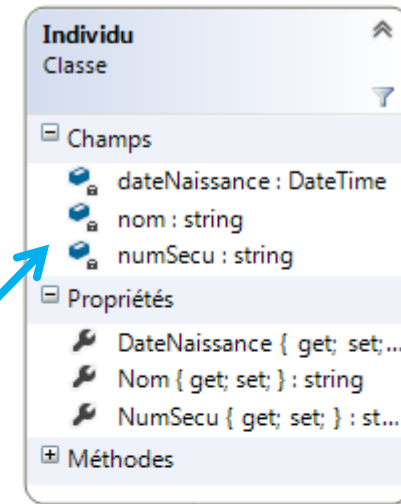 Individu
Classe
Champs
dateNaissance : DateTime
nom : string
numSecu : string
Propriétés
DateNaissance { get; set;...
Nom { get; set; } : string
NumSecu { get; set; } : st...
Méthodes